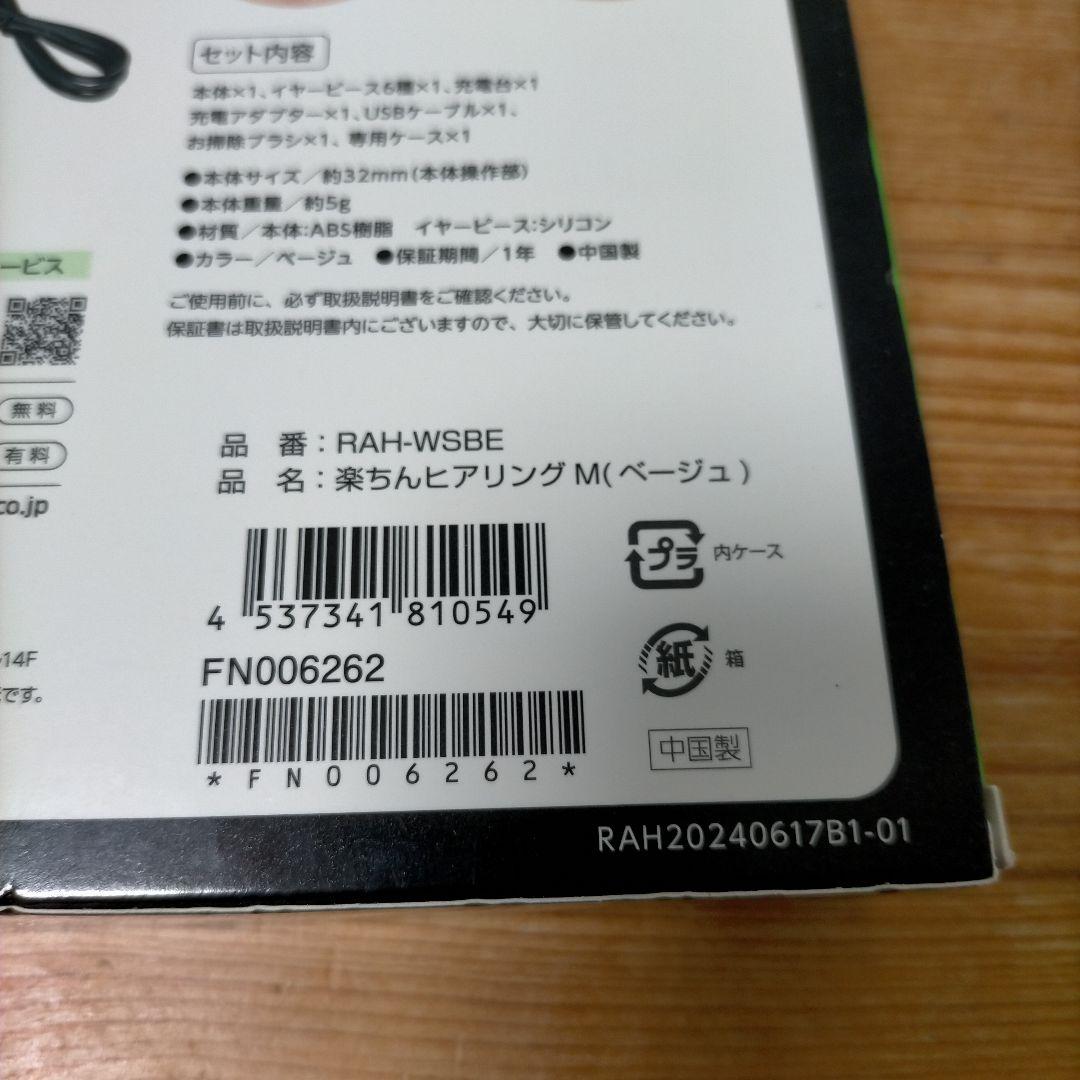 セット内容
本体×1、イヤーピース6種×1、充電台×1
充電アダプター×1、USBケーブル×1、
お掃除ブラシ×1、専用ケース×1
●本体サイズ／約32mm(本体操作部)
●本体重量／約5g
●材質／本体:ABS樹脂 イヤーピース:シリコン
●カラー／ベージュ ●保証期間／1年 ●中国製
ご使用前に、必ず取扱説明書をご確認ください。
保証書は取扱説明書内にございますので、大切に保管してください。
ービス
無料
有料
co.jp
14F
です。
品 番：RAH-WSBE
品 名：楽ちんヒアリング M(ベージュ)
4 537341 810549
FN006262
*FN006262*
プラ 内ケース
紙 箱
中国製
RAH20240617B1-01